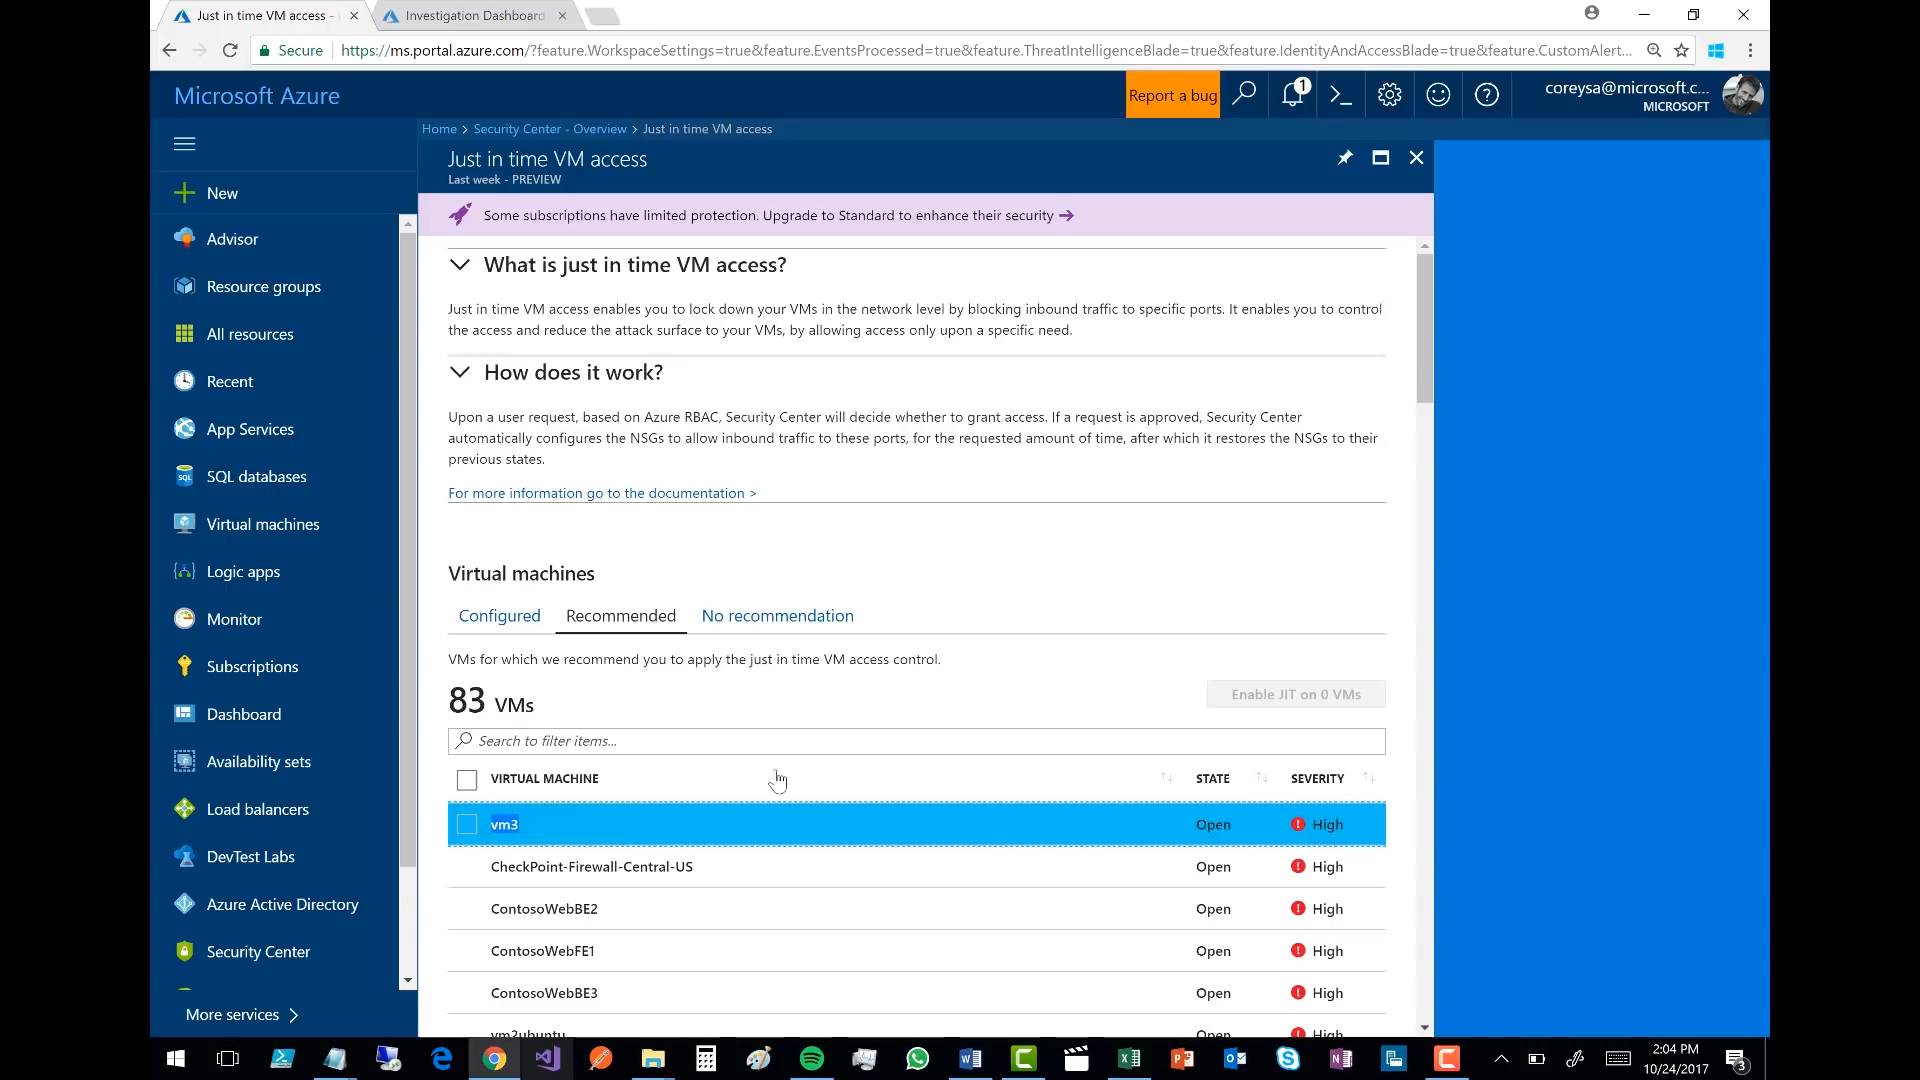 Just in time VM access -
Investigation Dashboard
Secure
https://ms.portal.azure.com/?feature.WorkspaceSettings=true&feature.EventsProcessed=true&feature.ThreatIntelligenceBlade=true&feature.IdentityAndAccessBlade=true&feature.CustomAlert...
Microsoft Azure
Report a bug
1
coreysa@microsoft.c...
MICROSOFT
Home > Security Center - Overview > Just in time VM access
Just in time VM access
Last week - PREVIEW
Some subscriptions have limited protection. Upgrade to Standard to enhance their security →
New
Advisor
Resource groups
All resources
Recent
App Services
SQL databases
Virtual machines
Logic apps
Monitor
Subscriptions
Dashboard
Availability sets
Load balancers
DevTest Labs
Azure Active Directory
Security Center
More services >
What is just in time VM access?
Just in time VM access enables you to lock down your VMs in the network level by blocking inbound traffic to specific ports. It enables you to control
the access and reduce the attack surface to your VMs, by allowing access only upon a specific need.
How does it work?
Upon a user request, based on Azure RBAC, Security Center will decide whether to grant access. If a request is approved, Security Center
automatically configures the NSGs to allow inbound traffic to these ports, for the requested amount of time, after which it restores the NSGs to their
previous states.
For more information go to the documentation >
Virtual machines
Configured Recommended No recommendation
VMs for which we recommend you to apply the just in time VM access control.
83 VMs
Enable JIT on 0 VMs
Search to filter items...
VIRTUAL MACHINE STATE SEVERITY
vm3 Open High
CheckPoint-Firewall-Central-US Open High
ContosoWebBE2 Open High
ContosoWebFE1 Open High
ContosoWebBE3 Open High
vm2ubuntu Open High
2:04 PM
10/24/2017
3